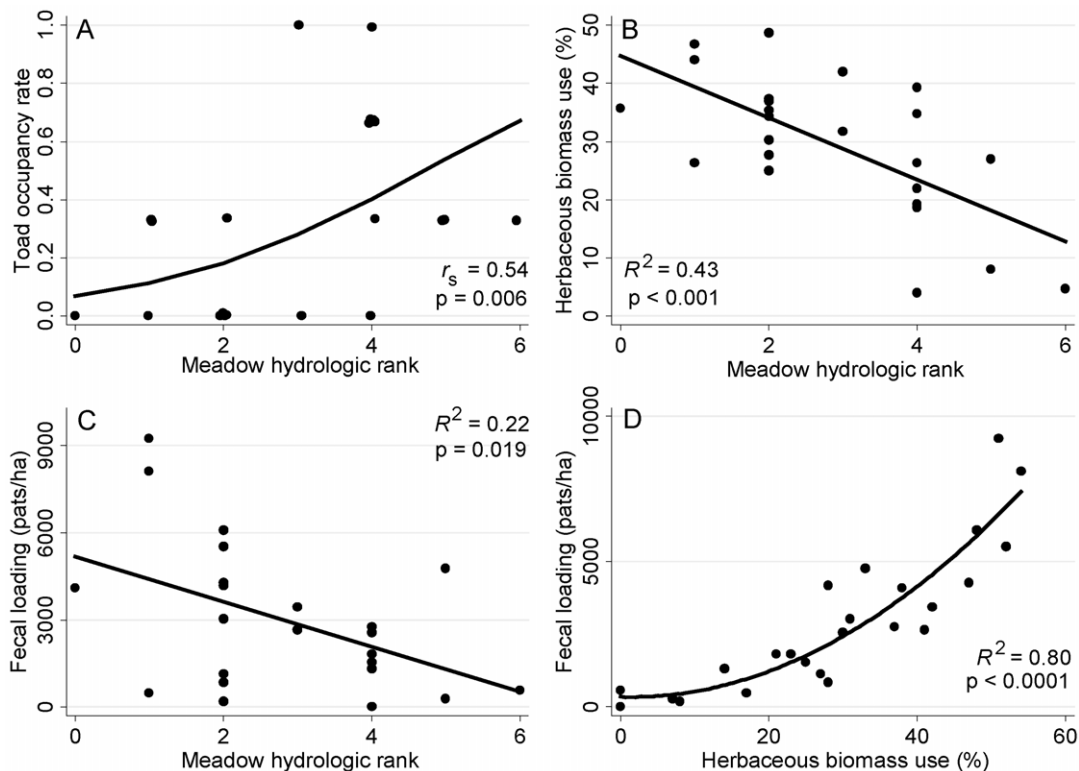 A
Toad occupancy rate
1.0
0.8
0.6
0.4
0.2
0.0
rs = 0.54
p = 0.006
0 2 4 6
Meadow hydrologic rank
B
Herbaceous biomass use (%)
50
40
30
20
10
0
R2 = 0.43
p < 0.001
0 2 4 6
Meadow hydrologic rank
C
Fecal loading (pats/ha)
9000
6000
3000
0
R2 = 0.22
p = 0.019
0 2 4 6
Meadow hydrologic rank
D
Fecal loading (pats/ha)
10000
5000
0
R2 = 0.80
p < 0.0001
0 20 40 60
Herbaceous biomass use (%)